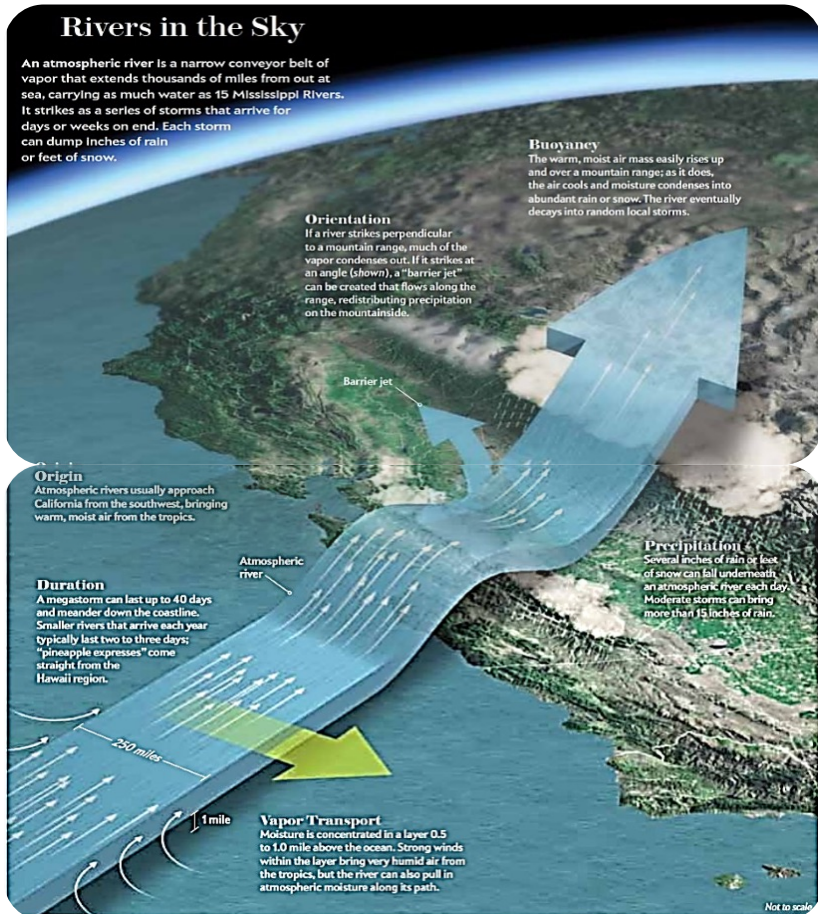 Rivers in the Sky
An atmospheric river is a narrow conveyor belt of
vapor that extends thousands of miles from out at
sea, carrying as much water as 15 Mississippi Rivers.
It strikes as a series of storms that arrive for
days or weeks on end. Each storm
can dump inches of rain
or feet of snow.
Buoyancy
The warm, moist air mass easily rises up
and over a mountain range; as it does,
the air cools and moisture condenses into
abundant rain or snow. The river eventually
decays into random local storms.
Orientation
If a river strikes perpendicular
to a mountain range, much of the
vapor condenses out. If it strikes at
an angle (shown), a “barrier jet”
can be created that flows along the
range, redistributing precipitation
on the mountainside.
Barrier jet
Origin
Atmospheric rivers usually approach
California from the southwest, bringing
warm, moist air from the tropics.
Atmospheric
river
Precipitation
Several inches of rain or feet
of snow can fall underneath
an atmospheric river each day.
Moderate storms can bring
more than 15 inches of rain.
Duration
A megastorm can last up to 40 days
and meander down the coastline.
Smaller rivers that arrive each year
typically last two to three days;
“pineapple expresses” come
straight from the
Hawaii region.
250 miles
1 mile
Vapor Transport
Moisture is concentrated in a layer 0.5
to 1.0 mile above the ocean. Strong winds
within the layer bring very humid air from
the tropics, but the river can also pull in
atmospheric moisture along its path.
Not to scale